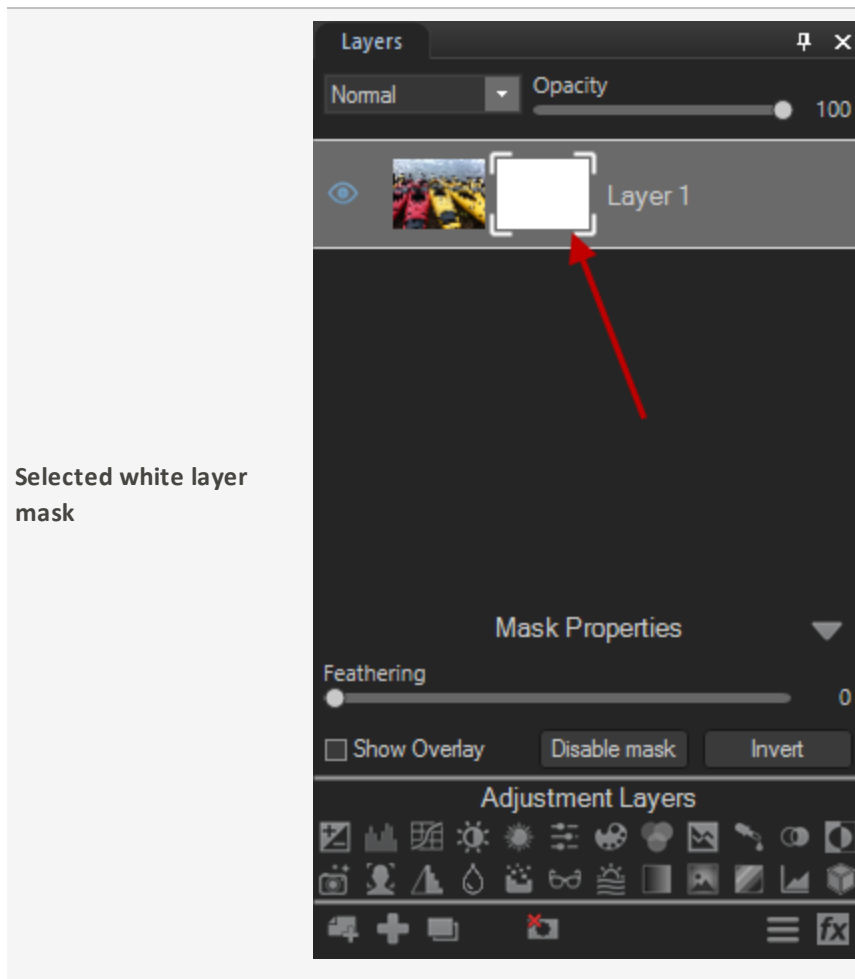 Layers
Normal
Opacity
100
Layer 1
Selected white layer
mask
Mask Properties
Feathering
0
Show Overlay
Disable mask
Invert
Adjustment Layers
fx